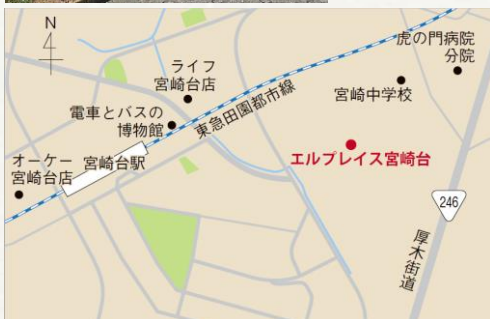 N
虎の門病院
分院
ライフ
宮崎台店
宮崎中学校
電車とバスの
博物館
東急田園都市線
エルプレイス宮崎台
オーケー
宮崎台店
宮崎台駅
246
厚木街道